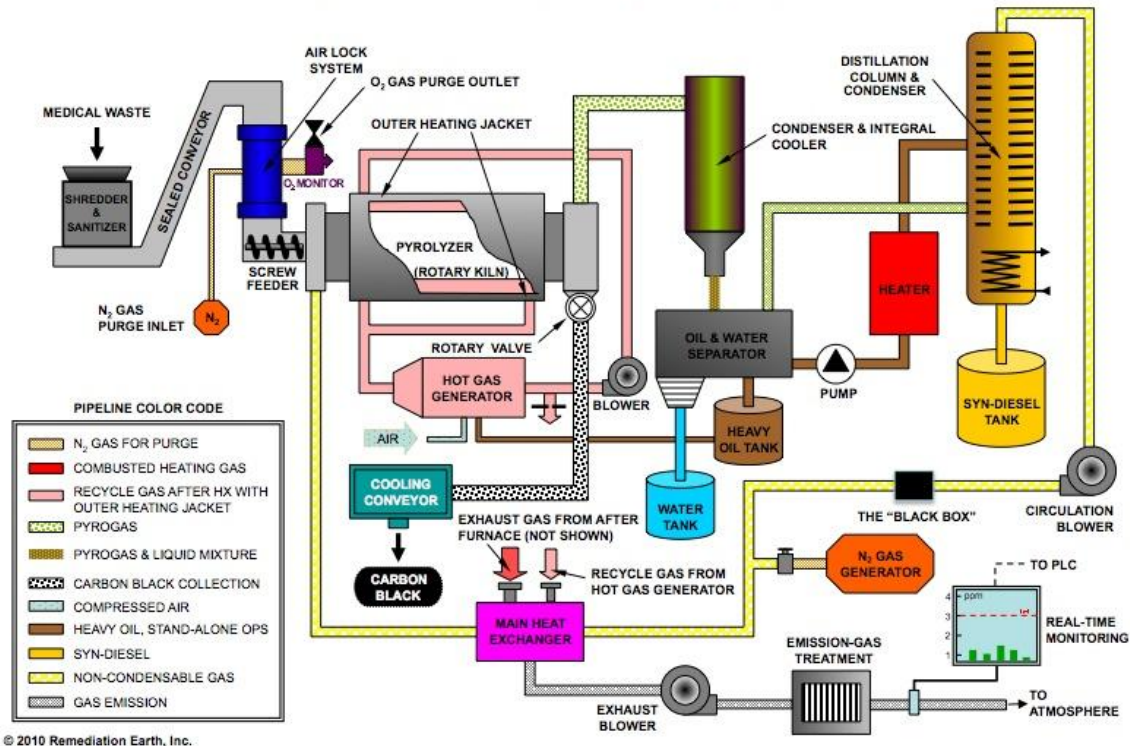 AIR LOCK
SYSTEM
O₂ GAS PURGE OUTLET
MEDICAL WASTE
OUTER HEATING JACKET
SHREDDER
&
SANITIZER
SEALED CONVEYOR
O₂ MONITOR
SCREW
FEEDER
N₂ GAS
PURGE INLET
N₂
PYROLYZER
(ROTARY KILN)
ROTARY VALVE
HOT GAS
GENERATOR
BLOWER
AIR
COOLING
CONVEYOR
CARBON
BLACK
CONDENSER & INTEGRAL
COOLER
DISTILLATION
COLUMN &
CONDENSER
HEATER
OIL & WATER
SEPARATOR
PUMP
HEAVY
OIL TANK
WATER
TANK
SYN-DIESEL
TANK
THE "BLACK BOX"
CIRCULATION
BLOWER
EXHAUST GAS FROM AFTER
FURNACE (NOT SHOWN)
RECYCLE GAS FROM
HOT GAS GENERATOR
N₂ GAS
GENERATOR
MAIN HEAT
EXCHANGER
EXHAUST
BLOWER
EMISSION-GAS
TREATMENT
TO PLC
ppm
4
3
2
1
REAL-TIME
MONITORING
TO
ATMOSPHERE
PIPELINE COLOR CODE
N₂ GAS FOR PURGE
COMBUSTED HEATING GAS
RECYCLE GAS AFTER HX WITH
OUTER HEATING JACKET
PYROGAS
PYROGAS & LIQUID MIXTURE
CARBON BLACK COLLECTION
COMPRESSED AIR
HEAVY OIL, STAND-ALONE OPS
SYN-DIESEL
NON-CONDENSABLE GAS
GAS EMISSION
© 2010 Remediation Earth, Inc.